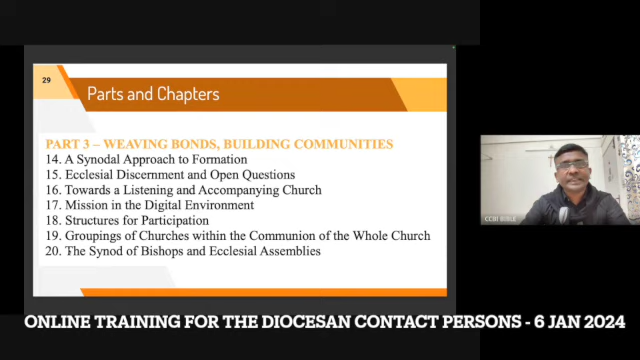 29
Parts and Chapters
PART 3 – WEAVING BONDS, BUILDING COMMUNITIES
14. A Synodal Approach to Formation
15. Ecclesial Discernment and Open Questions
16. Towards a Listening and Accompanying Church
17. Mission in the Digital Environment
18. Structures for Participation
19. Groupings of Churches within the Communion of the Whole Church
20. The Synod of Bishops and Ecclesial Assemblies
CCBI BIBLE
ONLINE TRAINING FOR THE DIOCESAN CONTACT PERSONS - 6 JAN 2024